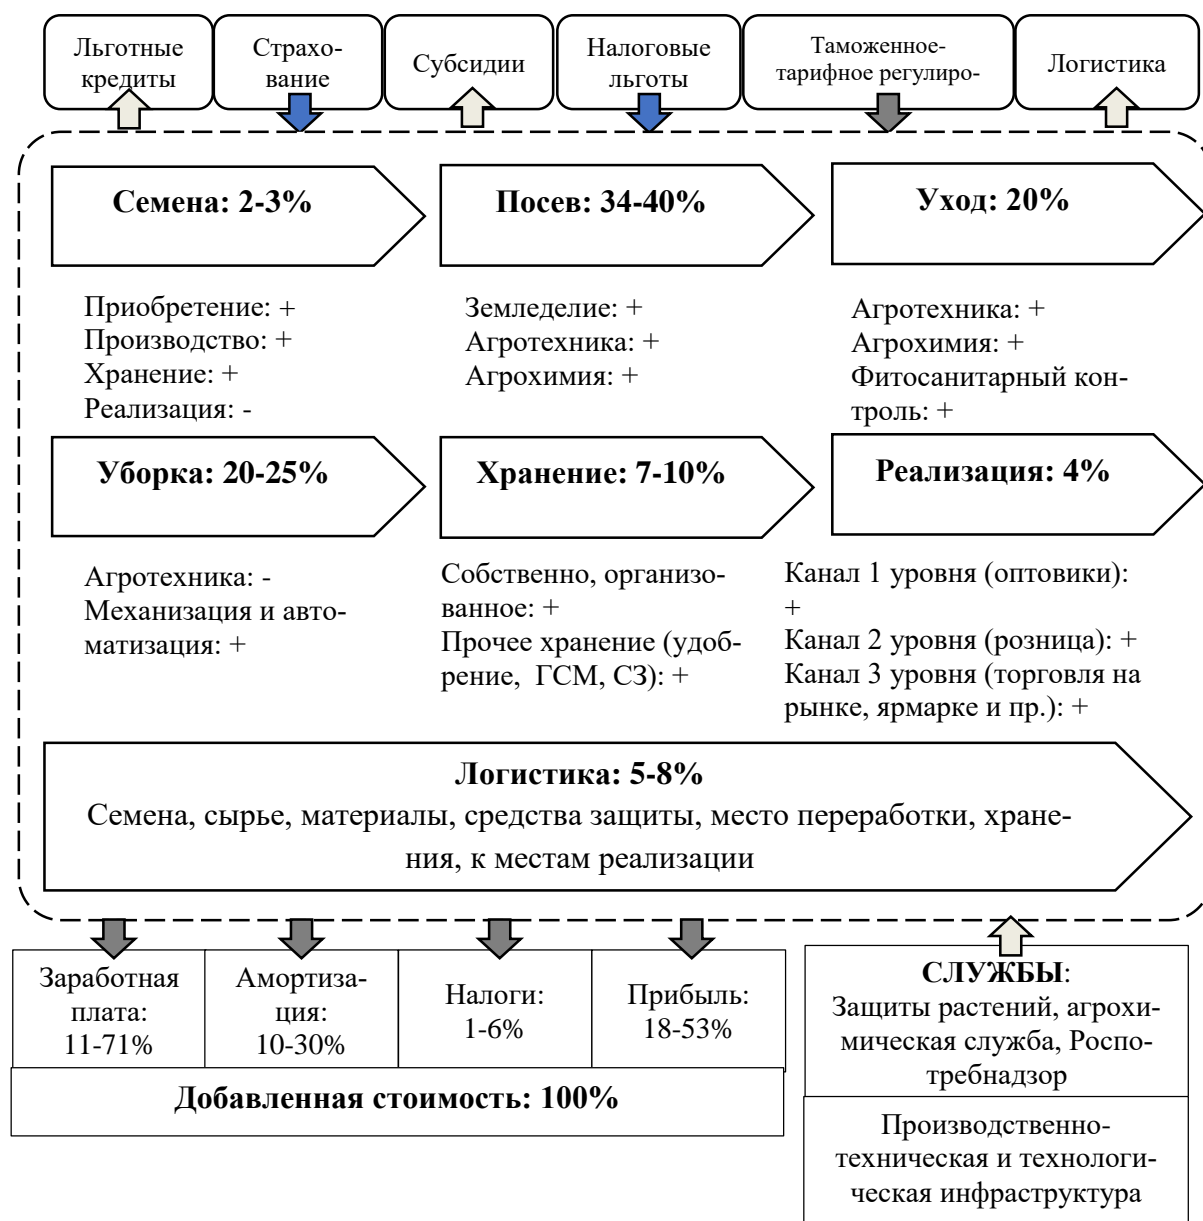 Льготные
кредиты
Страхо-
вание
Субсидии
Налоговые
льготы
Таможенное-
тарифное регулиро-
Логистика
Семена: 2-3%
Посев: 34-40%
Уход: 20%
Приобретение: +
Производство: +
Хранение: +
Реализация: -
Земледелие: +
Агротехника: +
Агрохимия: +
Агротехника: +
Агрохимия: +
Фитосанитарный кон-
троль: +
Уборка: 20-25%
Хранение: 7-10%
Реализация: 4%
Агротехника: -
Механизация и авто-
матизация: +
Собственно, организо-
ванное: +
Прочее хранение (удоб-
рение, ГСМ, СЗ): +
Канал 1 уровня (оптовики):
+
Канал 2 уровня (розница): +
Канал 3 уровня (торговля на
рынке, ярмарке и пр.): +
Логистика: 5-8%
Семена, сырье, материалы, средства защиты, место переработки, хране-
ния, к местам реализации
Заработная
плата:
11-71%
Амортиза-
ция:
10-30%
Налоги:
1-6%
Прибыль:
18-53%
Добавленная стоимость: 100%
СЛУЖБЫ:
Защиты растений, агрохи-
мическая служба, Роспо-
требнадзор
Производственно-
техническая и технологи-
ческая инфраструктура